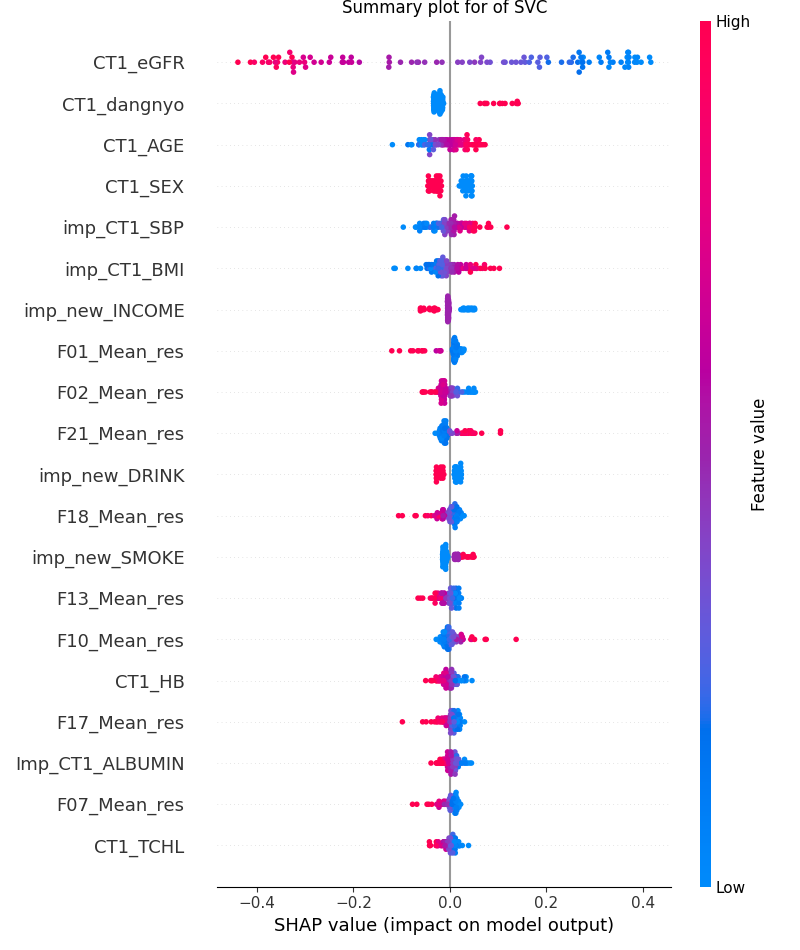 Summary plot for of SVC
High
CT1_eGFR
CT1_dangnyo
CT1_AGE
CT1_SEX
imp_CT1_SBP
imp_CT1_BMI
imp_new_INCOME
F01_Mean_res
F02_Mean_res
F21_Mean_res
imp_new_DRINK
F18_Mean_res
imp_new_SMOKE
F13_Mean_res
F10_Mean_res
CT1_HB
F17_Mean_res
Imp_CT1_ALBUMIN
F07_Mean_res
CT1_TCHL
Feature value
Low
−0.4 −0.2 0.0 0.2 0.4
SHAP value (impact on model output)